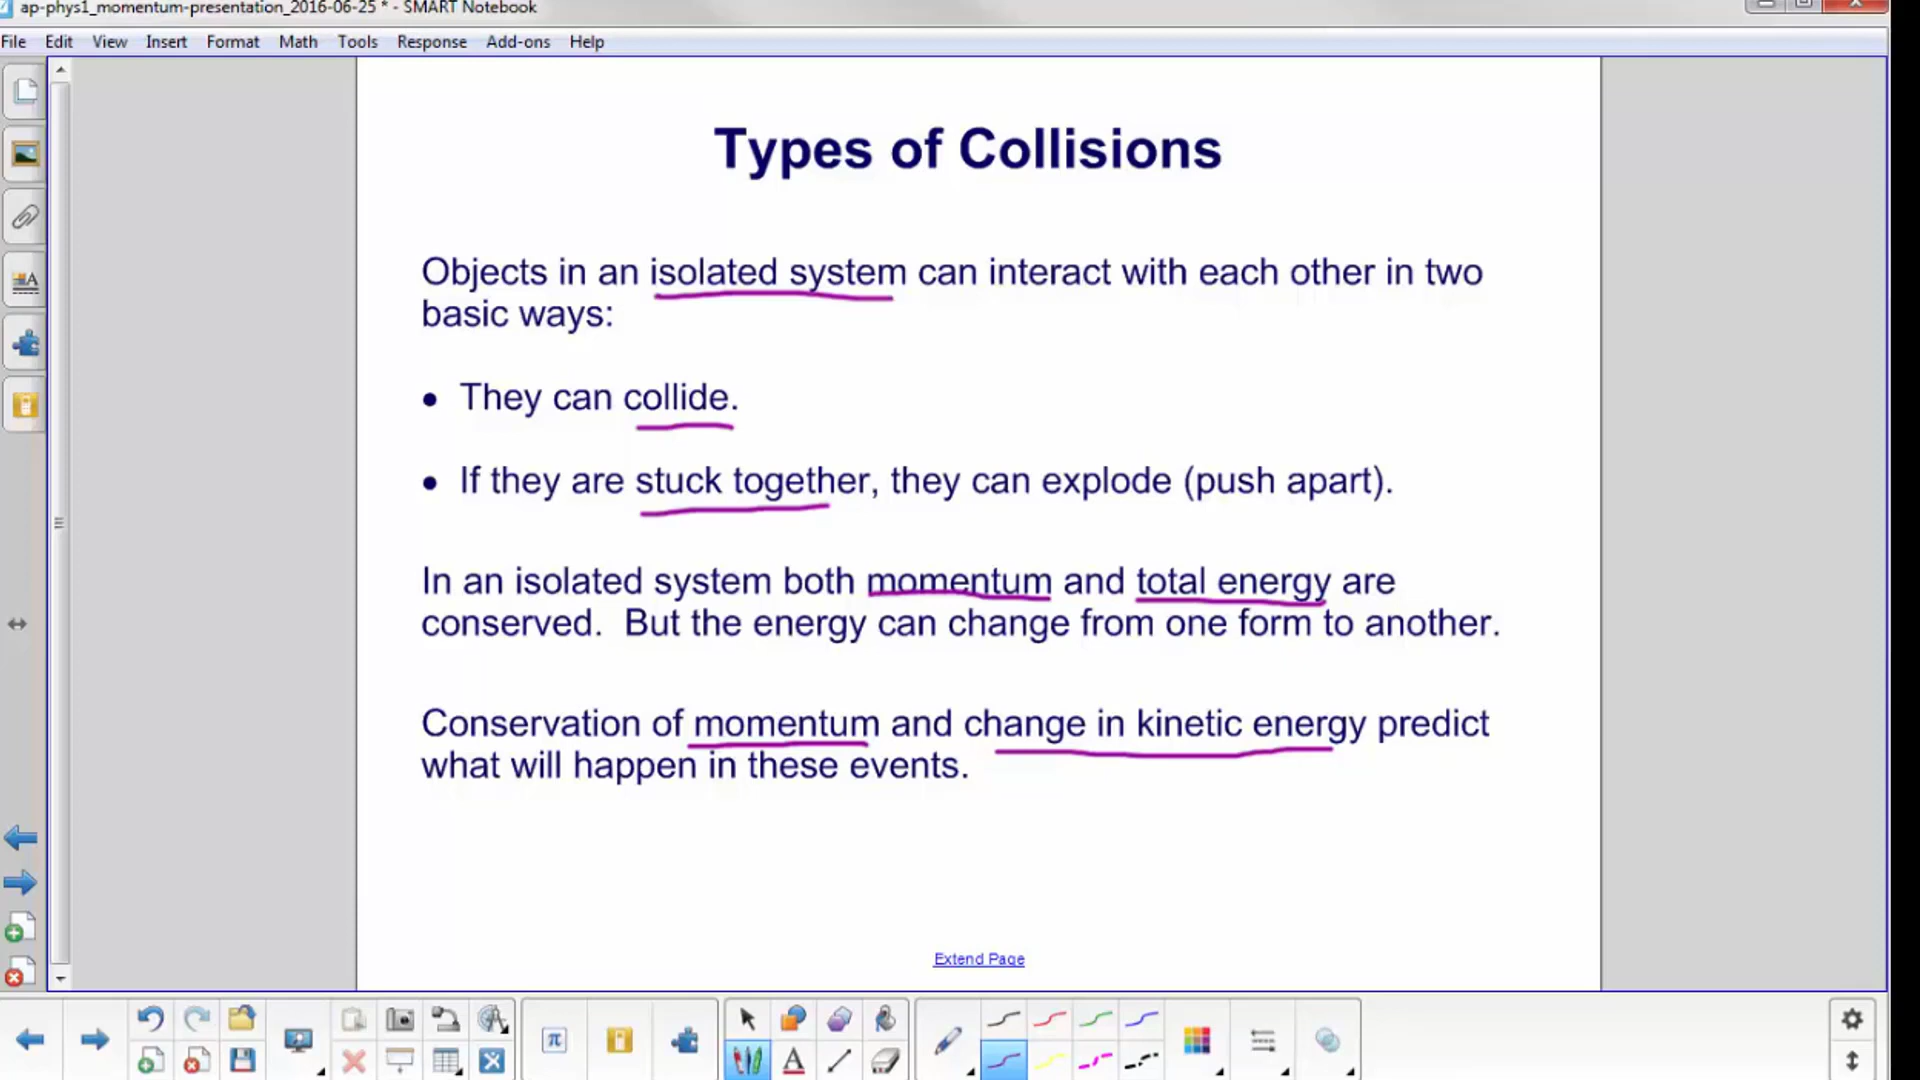 ap-phys1_momentum-presentation_2016-06-25 * - SMART Notebook
File Edit View Insert Format Math Tools Response Add-ons Help
Types of Collisions
Objects in an isolated system can interact with each other in two
basic ways:
• They can collide.
• If they are stuck together, they can explode (push apart).
In an isolated system both momentum and total energy are
conserved. But the energy can change from one form to another.
Conservation of momentum and change in kinetic energy predict
what will happen in these events.
Extend Page